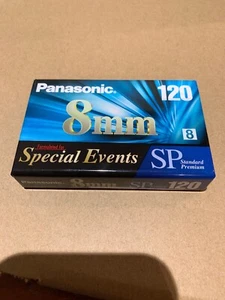 Panasonic. 120
8mm
8
Formulated for
Special Events
SP Standard
Premium
8mm SP 120